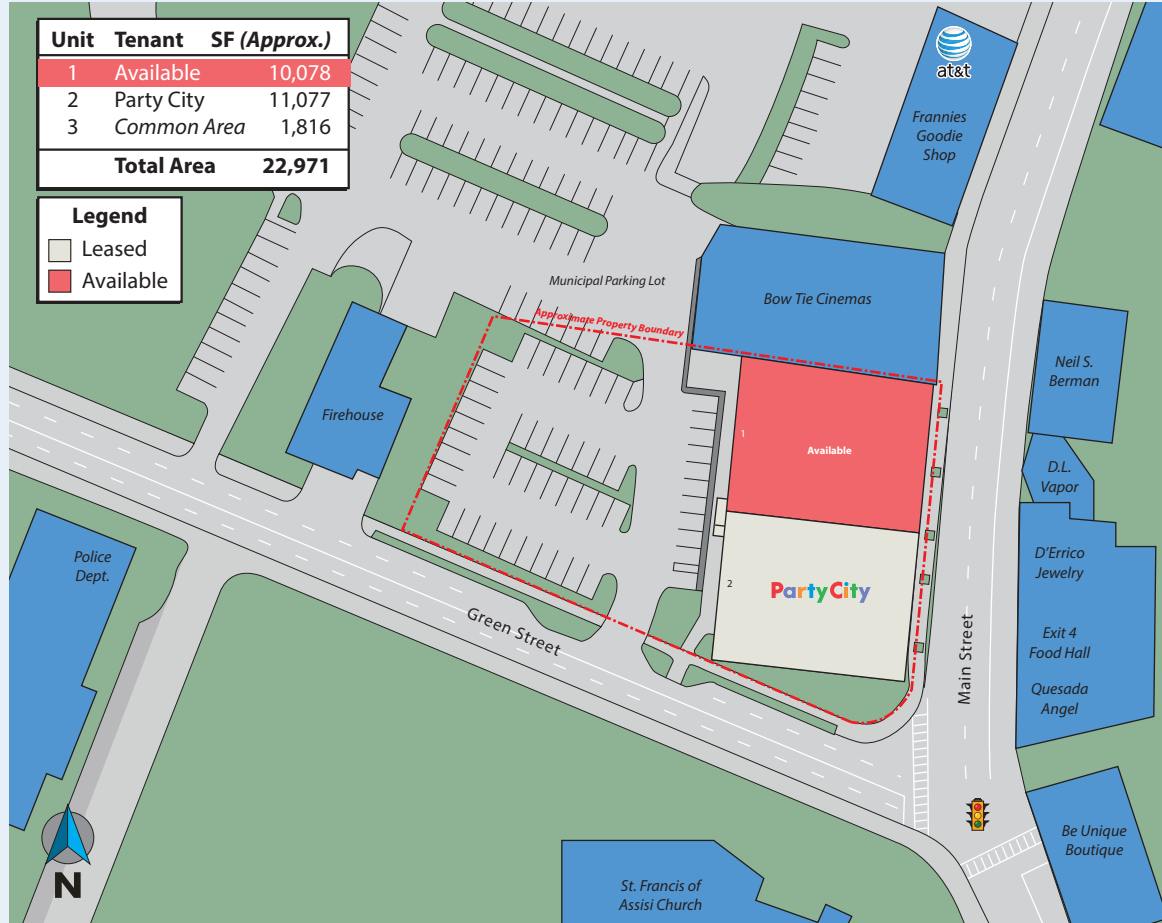 Unit Tenant SF (Approx.)
1 Available 10,078
2 Party City 11,077
3 Common Area 1,816
Total Area 22,971
Legend
Leased
Available
at&t
Frannies
Goodie
Shop
Municipal Parking Lot
Bow Tie Cinemas
Approximate Property Boundary
Neil S.
Berman
Firehouse
1
Available
D.L.
Vapor
Police
Dept.
D'Errico
Jewelry
2
Party City
Green Street
Exit 4
Food Hall
Main Street
Quesada
Angel
Be Unique
Boutique
N
St. Francis of
Assisi Church